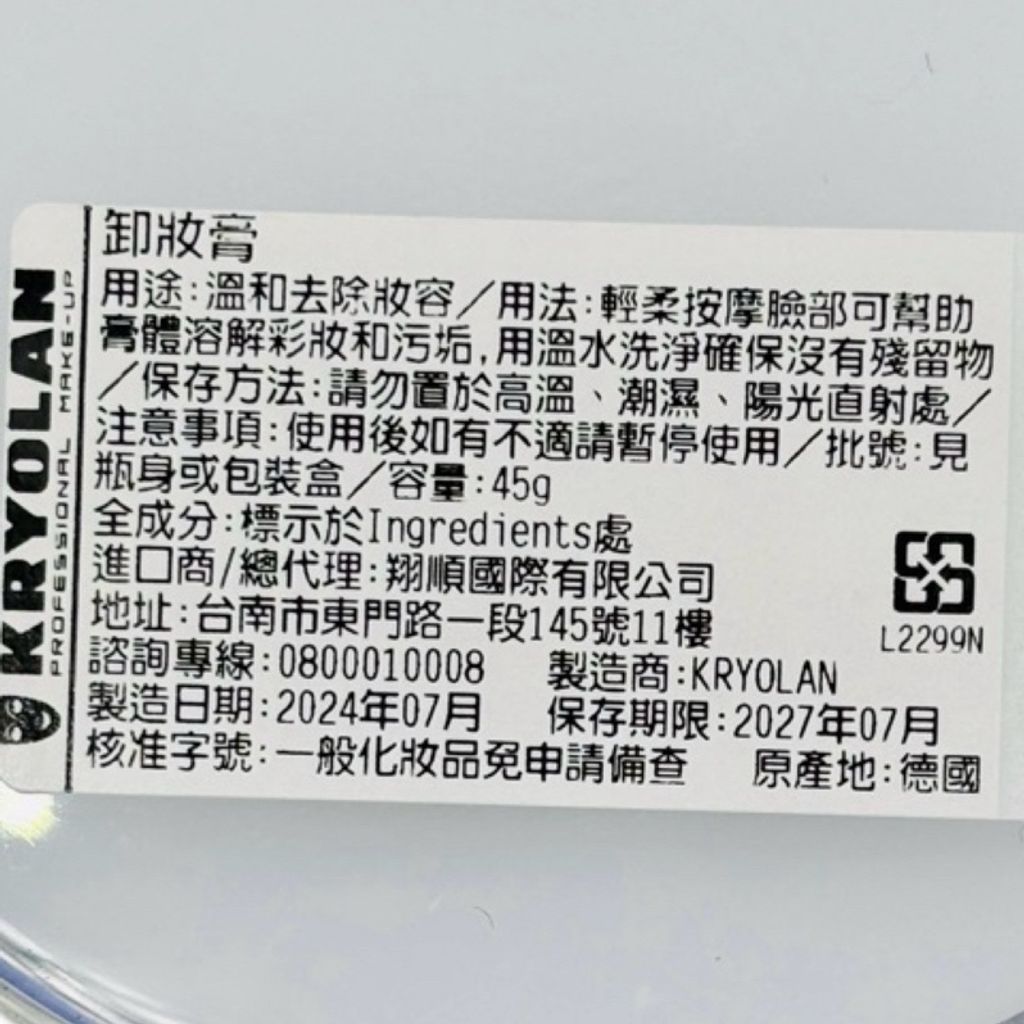 KRYOLAN
PROFESSIONAL MAKE-UP
卸妝膏
用途:溫和去除妝容/用法:輕柔按摩臉部可幫助
膏體溶解彩妝和污垢,用溫水洗淨確保沒有殘留物
/保存方法:請勿置於高溫、潮濕、陽光直射處/
注意事項:使用後如有不適請暫停使用/批號:見
瓶身或包裝盒/容量:45g
全成分:標示於Ingredients處
進口商/總代理:翔順國際有限公司
地址:台南市東門路一段145號11樓
L2299N
諮詢專線:0800010008 製造商:KRYOLAN
製造日期:2024年07月 保存期限:2027年07月
核准字號:一般化妝品免申請備查 原產地:德國